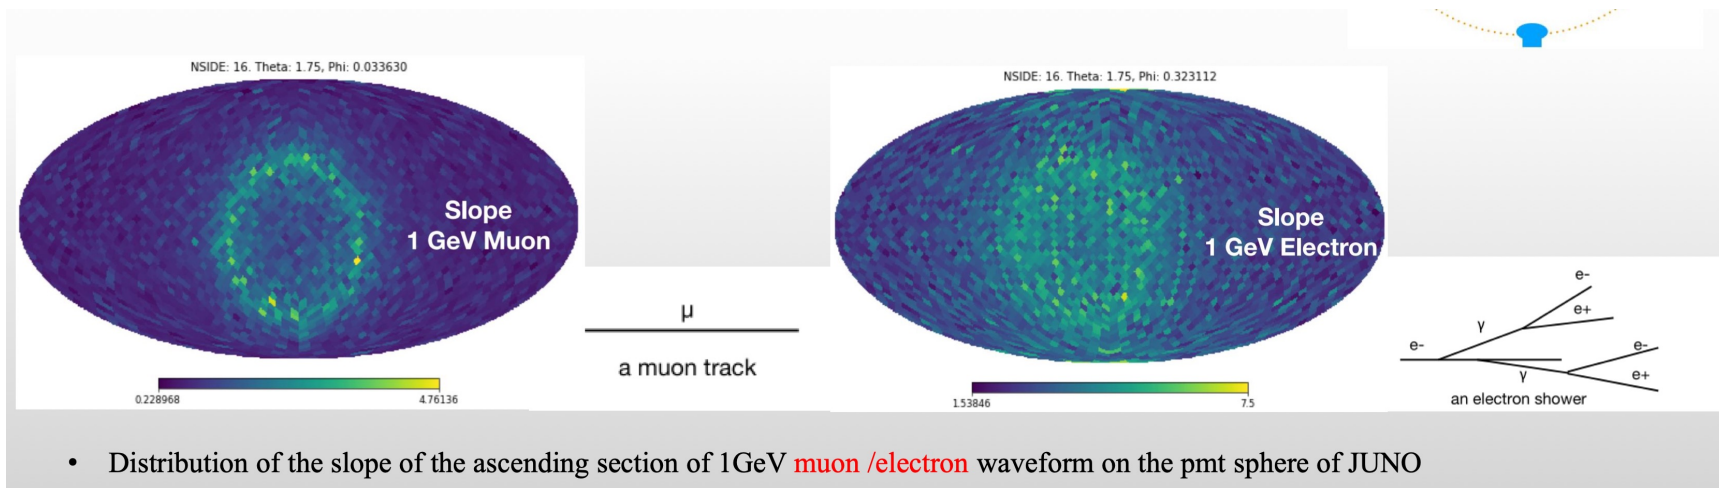 NSIDE: 16. Theta: 1.75, Phi: 0.033630
Slope
1 GeV Muon
0.228968
4.76136
μ
a muon track
NSIDE: 16. Theta: 1.75, Phi: 0.323112
Slope
1 GeV Electron
1.53846
7.5
e-
e+
γ
e-
e-
γ
e+
an electron shower
• Distribution of the slope of the ascending section of 1GeV muon /electron waveform on the pmt sphere of JUNO